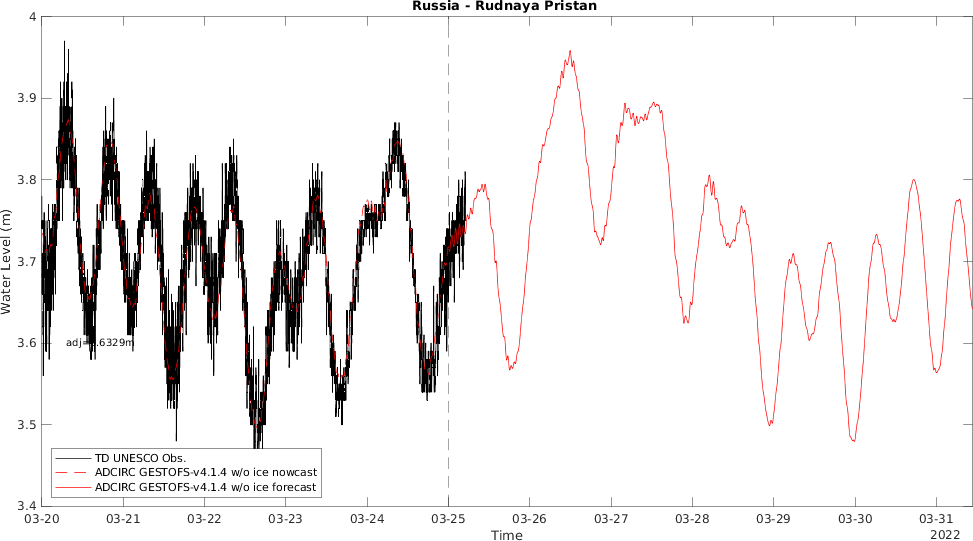 Russia - Rudnaya Pristan
Water Level (m)
4
3.9
3.8
3.7
3.6
3.5
3.4
TD UNESCO Obs.
ADCIRC GESTOFS-v4.1.4 w/o ice nowcast
ADCIRC GESTOFS-v4.1.4 w/o ice forecast
03-20 03-21 03-22 03-23 03-24 03-25 03-26 03-27 03-28 03-29 03-30 03-31
2022
Time